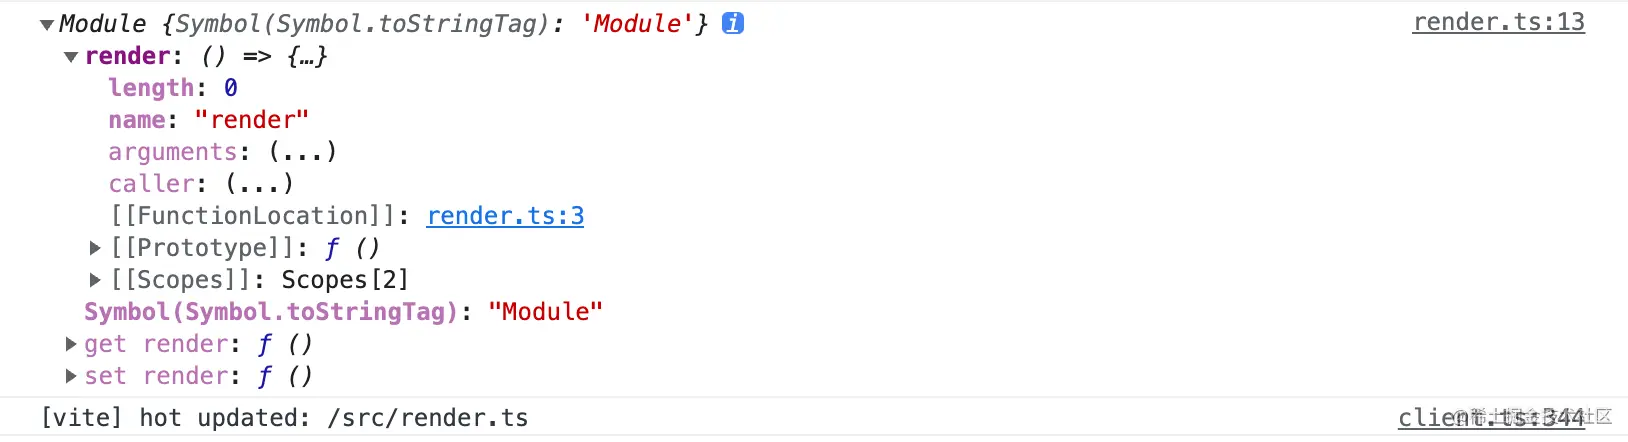 ▼Module {Symbol(Symbol.toStringTag): 'Module'} i render.ts:13
▼render: () => {…}
length: 0
name: "render"
arguments: (...)
caller: (...)
[[FunctionLocation]]: render.ts:3
▶[[Prototype]]: ƒ ()
▶[[Scopes]]: Scopes[2]
Symbol(Symbol.toStringTag): "Module"
▶get render: ƒ ()
▶set render: ƒ ()
[vite] hot updated: /src/render.ts client.ts:344
@稀土掘金技术社区